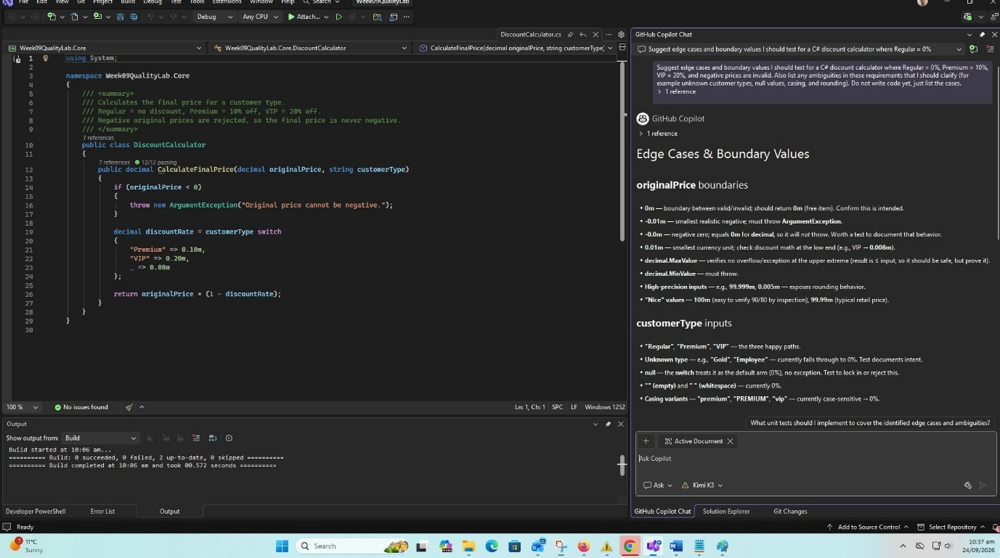 File Edit View Git Project Build Debug Test Tools Extensions Window Help Search Week09QualityLab
Debug Any CPU Attach...
DiscountCalculator.cs
Week09QualityLab.Core Week09QualityLab.Core.DiscountCalculator CalculateFinalPrice(decimal originalPrice, string customerType)
1 using System;
2
3 namespace Week09QualityLab.Core
4 {
5 /// <summary>
6 /// Calculates the final price for a customer type.
7 /// Regular = no discount, Premium = 10% off, VIP = 20% off.
8 /// Negative original prices are rejected, so the final price is never negative.
9 /// </summary>
7 references
10 public class DiscountCalculator
11 {
7 references 12/12 passing
12 public decimal CalculateFinalPrice(decimal originalPrice, string customerType)
13 {
14 if (originalPrice < 0)
15 {
16 throw new ArgumentException("Original price cannot be negative.");
17 }
18
19 decimal discountRate = customerType switch
20 {
21 "Premium" => 0.10m,
22 "VIP" => 0.20m,
23 _ => 0.00m
24 };
25
26 return originalPrice * (1 - discountRate);
27 }
28 }
29 }
30
100 % No issues found Ln: 1, Ch: 1 SPC LF Windows 1252
Output
Show output from: Build
Build started at 10:06 am...
========== Build: 0 succeeded, 0 failed, 2 up-to-date, 0 skipped ==========
========== Build completed at 10:06 am and took 00.572 seconds ==========
Developer PowerShell Error List Output
GitHub Copilot Chat
Suggest edge cases and boundary values I should test for a C# discount calculator where Regular = 0%
Suggest edge cases and boundary values I should test for a C# discount calculator where Regular = 0%, Premium = 10%,
VIP = 20%, and negative prices are invalid. Also list any ambiguities in these requirements that I should clarify (for
example unknown customer types, null values, casing, and rounding). Do not write code yet, just list the cases.
1 reference
GitHub Copilot
1 reference
Edge Cases & Boundary Values
originalPrice boundaries
• 0m — boundary between valid/invalid; should return 0m (free item). Confirm this is intended.
• -0.01m — smallest realistic negative; must throw ArgumentException.
• -0.0m — negative zero; equals 0m for decimal, so it will not throw. Worth a test to document that behavior.
• 0.01m — smallest currency unit; check discount math at the low end (e.g., VIP → 0.008m).
• decimal.MaxValue — verifies no overflow/exception at the upper extreme (result is ≤ input, so it should be safe, but prove it).
• decimal.MinValue — must throw.
• High-precision inputs — e.g., 99.999m, 0.005m — exposes rounding behavior.
• "Nice" values — 100m (easy to verify 90/80 by inspection), 99.99m (typical retail price).
customerType inputs
• "Regular", "Premium", "VIP" — the three happy paths.
• Unknown type — e.g., "Gold", "Employee" — currently falls through to 0%. Test documents intent.
• null — the switch treats it as the default arm (0%), no exception. Test to lock in or reject this.
• "" (empty) and " " (whitespace) — currently 0%.
• Casing variants — "premium", "PREMIUM", "vip" — currently case-sensitive → 0%.
What unit tests should I implement to cover the identified edge cases and ambiguities?
Active Document
Ask Copilot
Ask Kimi K3
GitHub Copilot Chat Solution Explorer Git Changes
Ready Add to Source Control Select Repository
1 11°C
Sunny
Search
10:37 am
24/09/2026